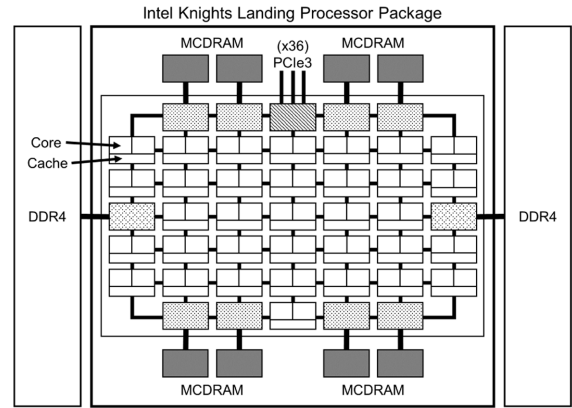 Intel Knights Landing Processor Package
MCDRAM
(x36)
PCIe3
MCDRAM
Core
Cache
DDR4
DDR4
MCDRAM
MCDRAM